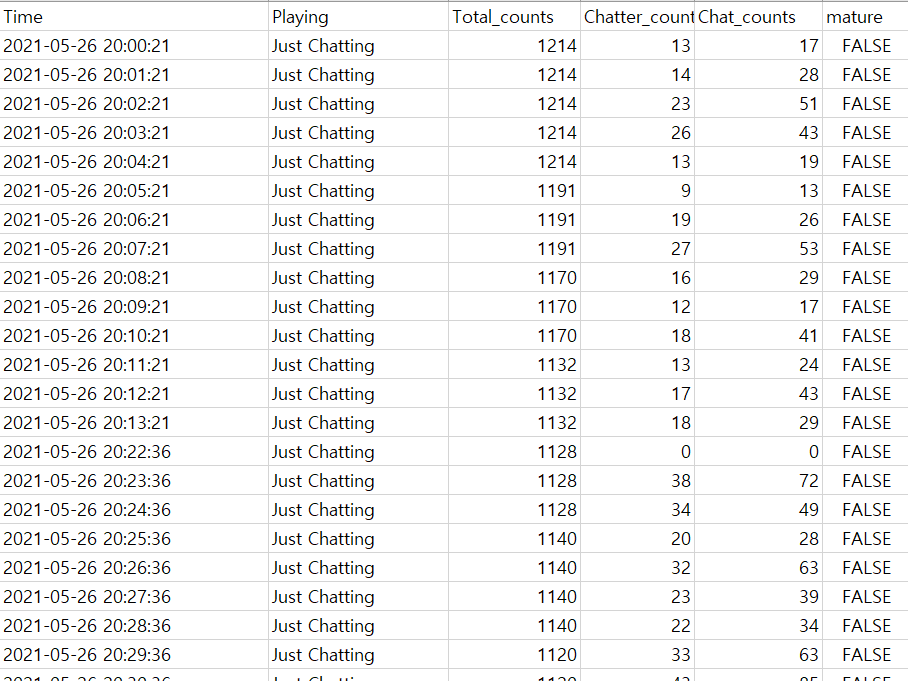 Time Playing Total_counts Chatter_count Chat_counts mature
2021-05-26 20:00:21 Just Chatting 1214 13 17 FALSE
2021-05-26 20:01:21 Just Chatting 1214 14 28 FALSE
2021-05-26 20:02:21 Just Chatting 1214 23 51 FALSE
2021-05-26 20:03:21 Just Chatting 1214 26 43 FALSE
2021-05-26 20:04:21 Just Chatting 1214 13 19 FALSE
2021-05-26 20:05:21 Just Chatting 1191 9 13 FALSE
2021-05-26 20:06:21 Just Chatting 1191 19 26 FALSE
2021-05-26 20:07:21 Just Chatting 1191 27 53 FALSE
2021-05-26 20:08:21 Just Chatting 1170 16 29 FALSE
2021-05-26 20:09:21 Just Chatting 1170 12 17 FALSE
2021-05-26 20:10:21 Just Chatting 1170 18 41 FALSE
2021-05-26 20:11:21 Just Chatting 1132 13 24 FALSE
2021-05-26 20:12:21 Just Chatting 1132 17 43 FALSE
2021-05-26 20:13:21 Just Chatting 1132 18 29 FALSE
2021-05-26 20:22:36 Just Chatting 1128 0 0 FALSE
2021-05-26 20:23:36 Just Chatting 1128 38 72 FALSE
2021-05-26 20:24:36 Just Chatting 1128 34 49 FALSE
2021-05-26 20:25:36 Just Chatting 1140 20 28 FALSE
2021-05-26 20:26:36 Just Chatting 1140 32 63 FALSE
2021-05-26 20:27:36 Just Chatting 1140 23 39 FALSE
2021-05-26 20:28:36 Just Chatting 1140 22 34 FALSE
2021-05-26 20:29:36 Just Chatting 1120 33 63 FALSE